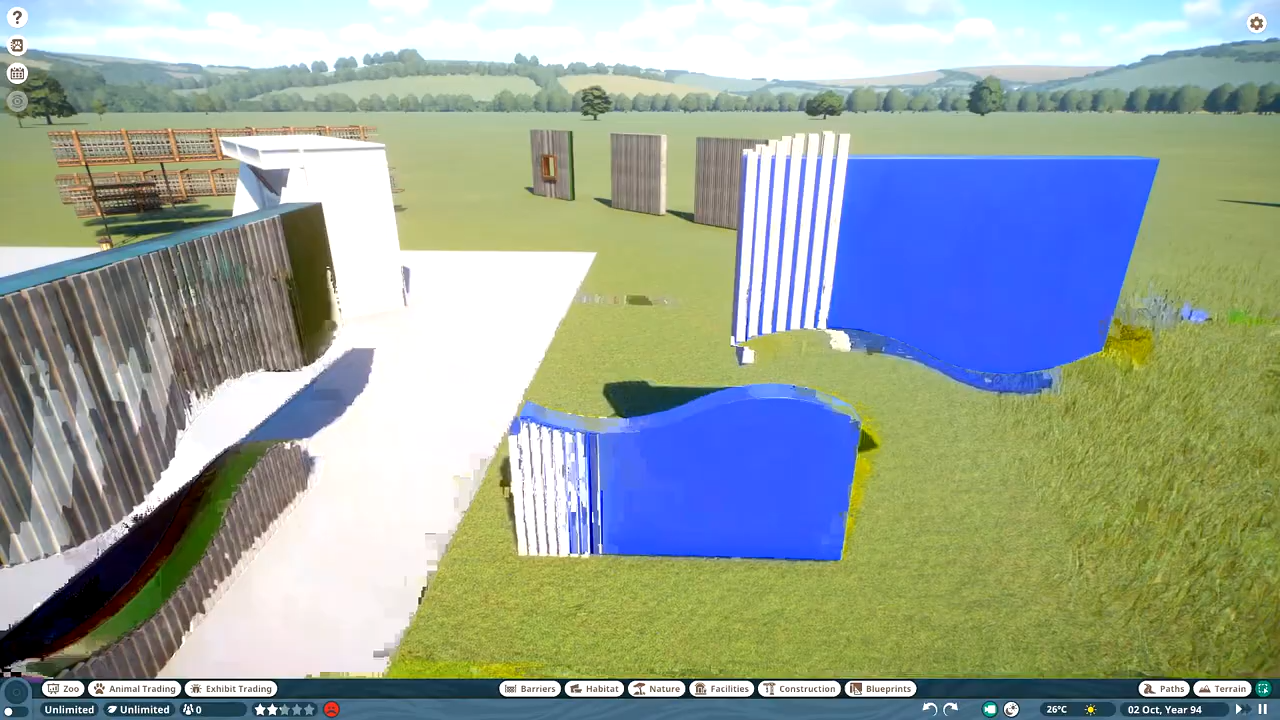 ?
Zoo
Animal Trading
Exhibit Trading
Barriers
Habitat
Nature
Facilities
Construction
Blueprints
Paths
Terrain
Unlimited
Unlimited
0
26°C
02 Oct, Year 94